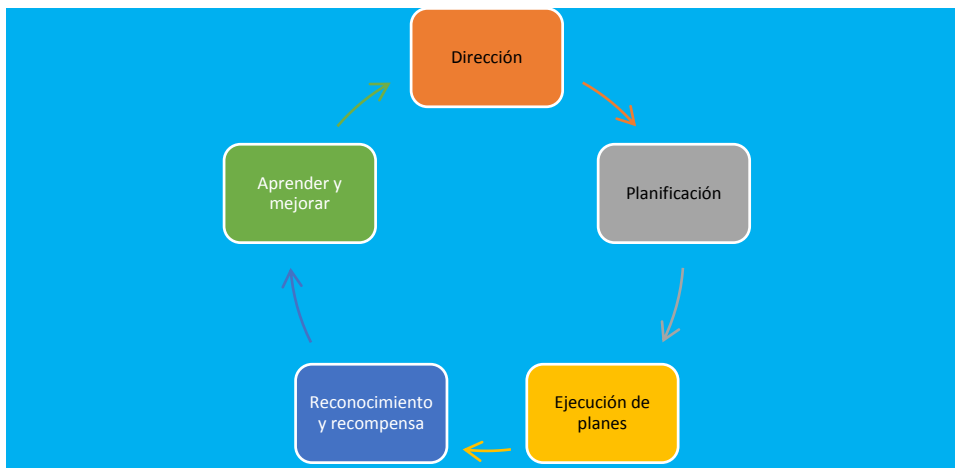 Dirección
Planificación
Ejecución de
planes
Reconocimiento
y recompensa
Aprender y
mejorar